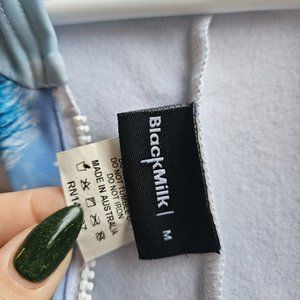 BlackMilk
M
DO NOT IRON
MADE IN AUSTRALIA